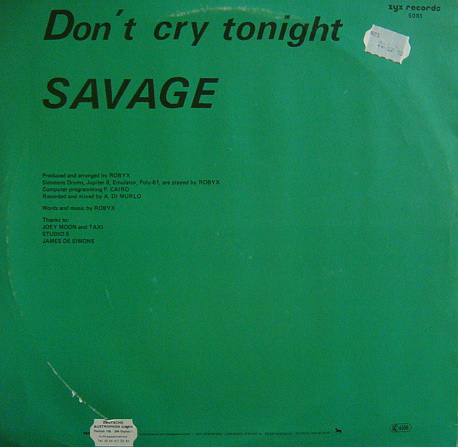 Don't cry tonight
SAVAGE
zyx records
5081
Produced and arranged by ROBYX
Simmons Drums, Jupiter 8, Emulator, Poly-61, are played by ROBYX
Computer programming P. CAIRO
Recorded and mixed by A. DI MURLO
Words and music by ROBYX
Thanks to:
JOEY MOON and TAXI
STUDIO 5
JAMES DE SIMONE